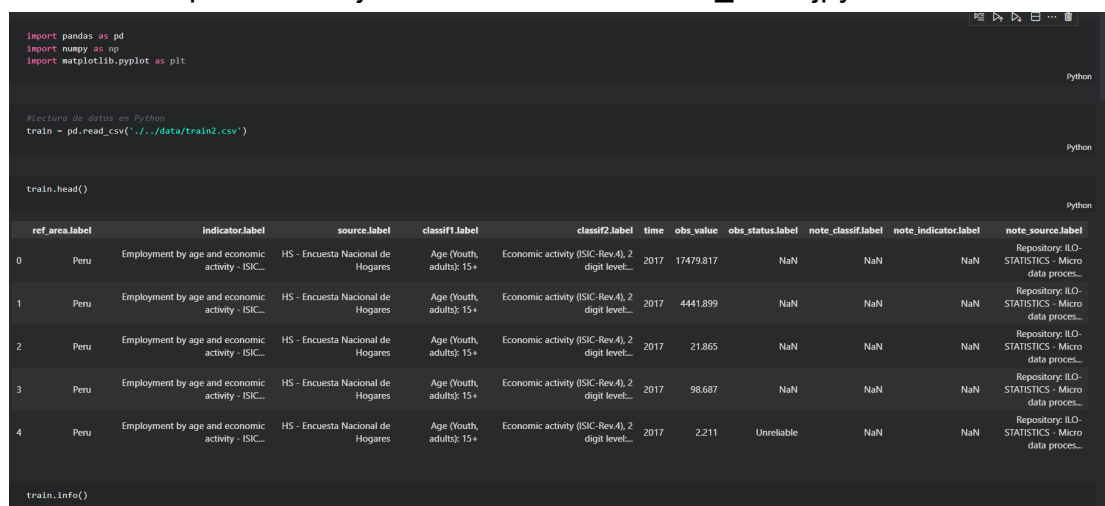 import pandas as pd
import numpy as np
import matplotlib.pyplot as plt
Python
#lectura de datos en Python
train = pd.read_csv('./../data/train2.csv')
Python
train.head()
Python
ref_area.label indicator.label source.label classif1.label classif2.label time obs_value obs_status.label note_classif.label note_indicator.label note_source.label
0 Peru Employment by age and economic activity - ISIC... HS - Encuesta Nacional de Hogares Age (Youth, adults): 15+ Economic activity (ISIC-Rev.4), 2 digit level:... 2017 17479.817 NaN NaN NaN Repository: ILO-STATISTICS - Micro data proces...
1 Peru Employment by age and economic activity - ISIC... HS - Encuesta Nacional de Hogares Age (Youth, adults): 15+ Economic activity (ISIC-Rev.4), 2 digit level:... 2017 4441.899 NaN NaN NaN Repository: ILO-STATISTICS - Micro data proces...
2 Peru Employment by age and economic activity - ISIC... HS - Encuesta Nacional de Hogares Age (Youth, adults): 15+ Economic activity (ISIC-Rev.4), 2 digit level:... 2017 21.865 NaN NaN NaN Repository: ILO-STATISTICS - Micro data proces...
3 Peru Employment by age and economic activity - ISIC... HS - Encuesta Nacional de Hogares Age (Youth, adults): 15+ Economic activity (ISIC-Rev.4), 2 digit level:... 2017 98.687 NaN NaN NaN Repository: ILO-STATISTICS - Micro data proces...
4 Peru Employment by age and economic activity - ISIC... HS - Encuesta Nacional de Hogares Age (Youth, adults): 15+ Economic activity (ISIC-Rev.4), 2 digit level:... 2017 2.211 Unreliable NaN NaN Repository: ILO-STATISTICS - Micro data proces...
train.info()